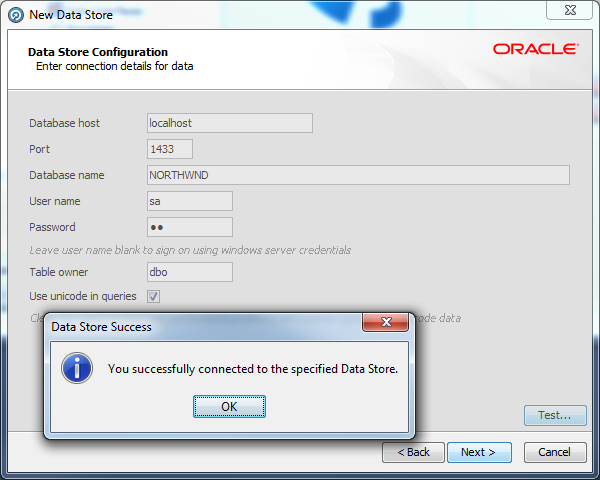 New Data Store
Data Store Configuration
Enter connection details for data
ORACLE
Database host localhost
Port 1433
Database name NORTHWND
User name sa
Password ●●
Leave user name blank to sign on using windows server credentials
Table owner dbo
Use unicode in queries
code data
Data Store Success
You successfully connected to the specified Data Store.
OK
Test...
< Back Next > Cancel